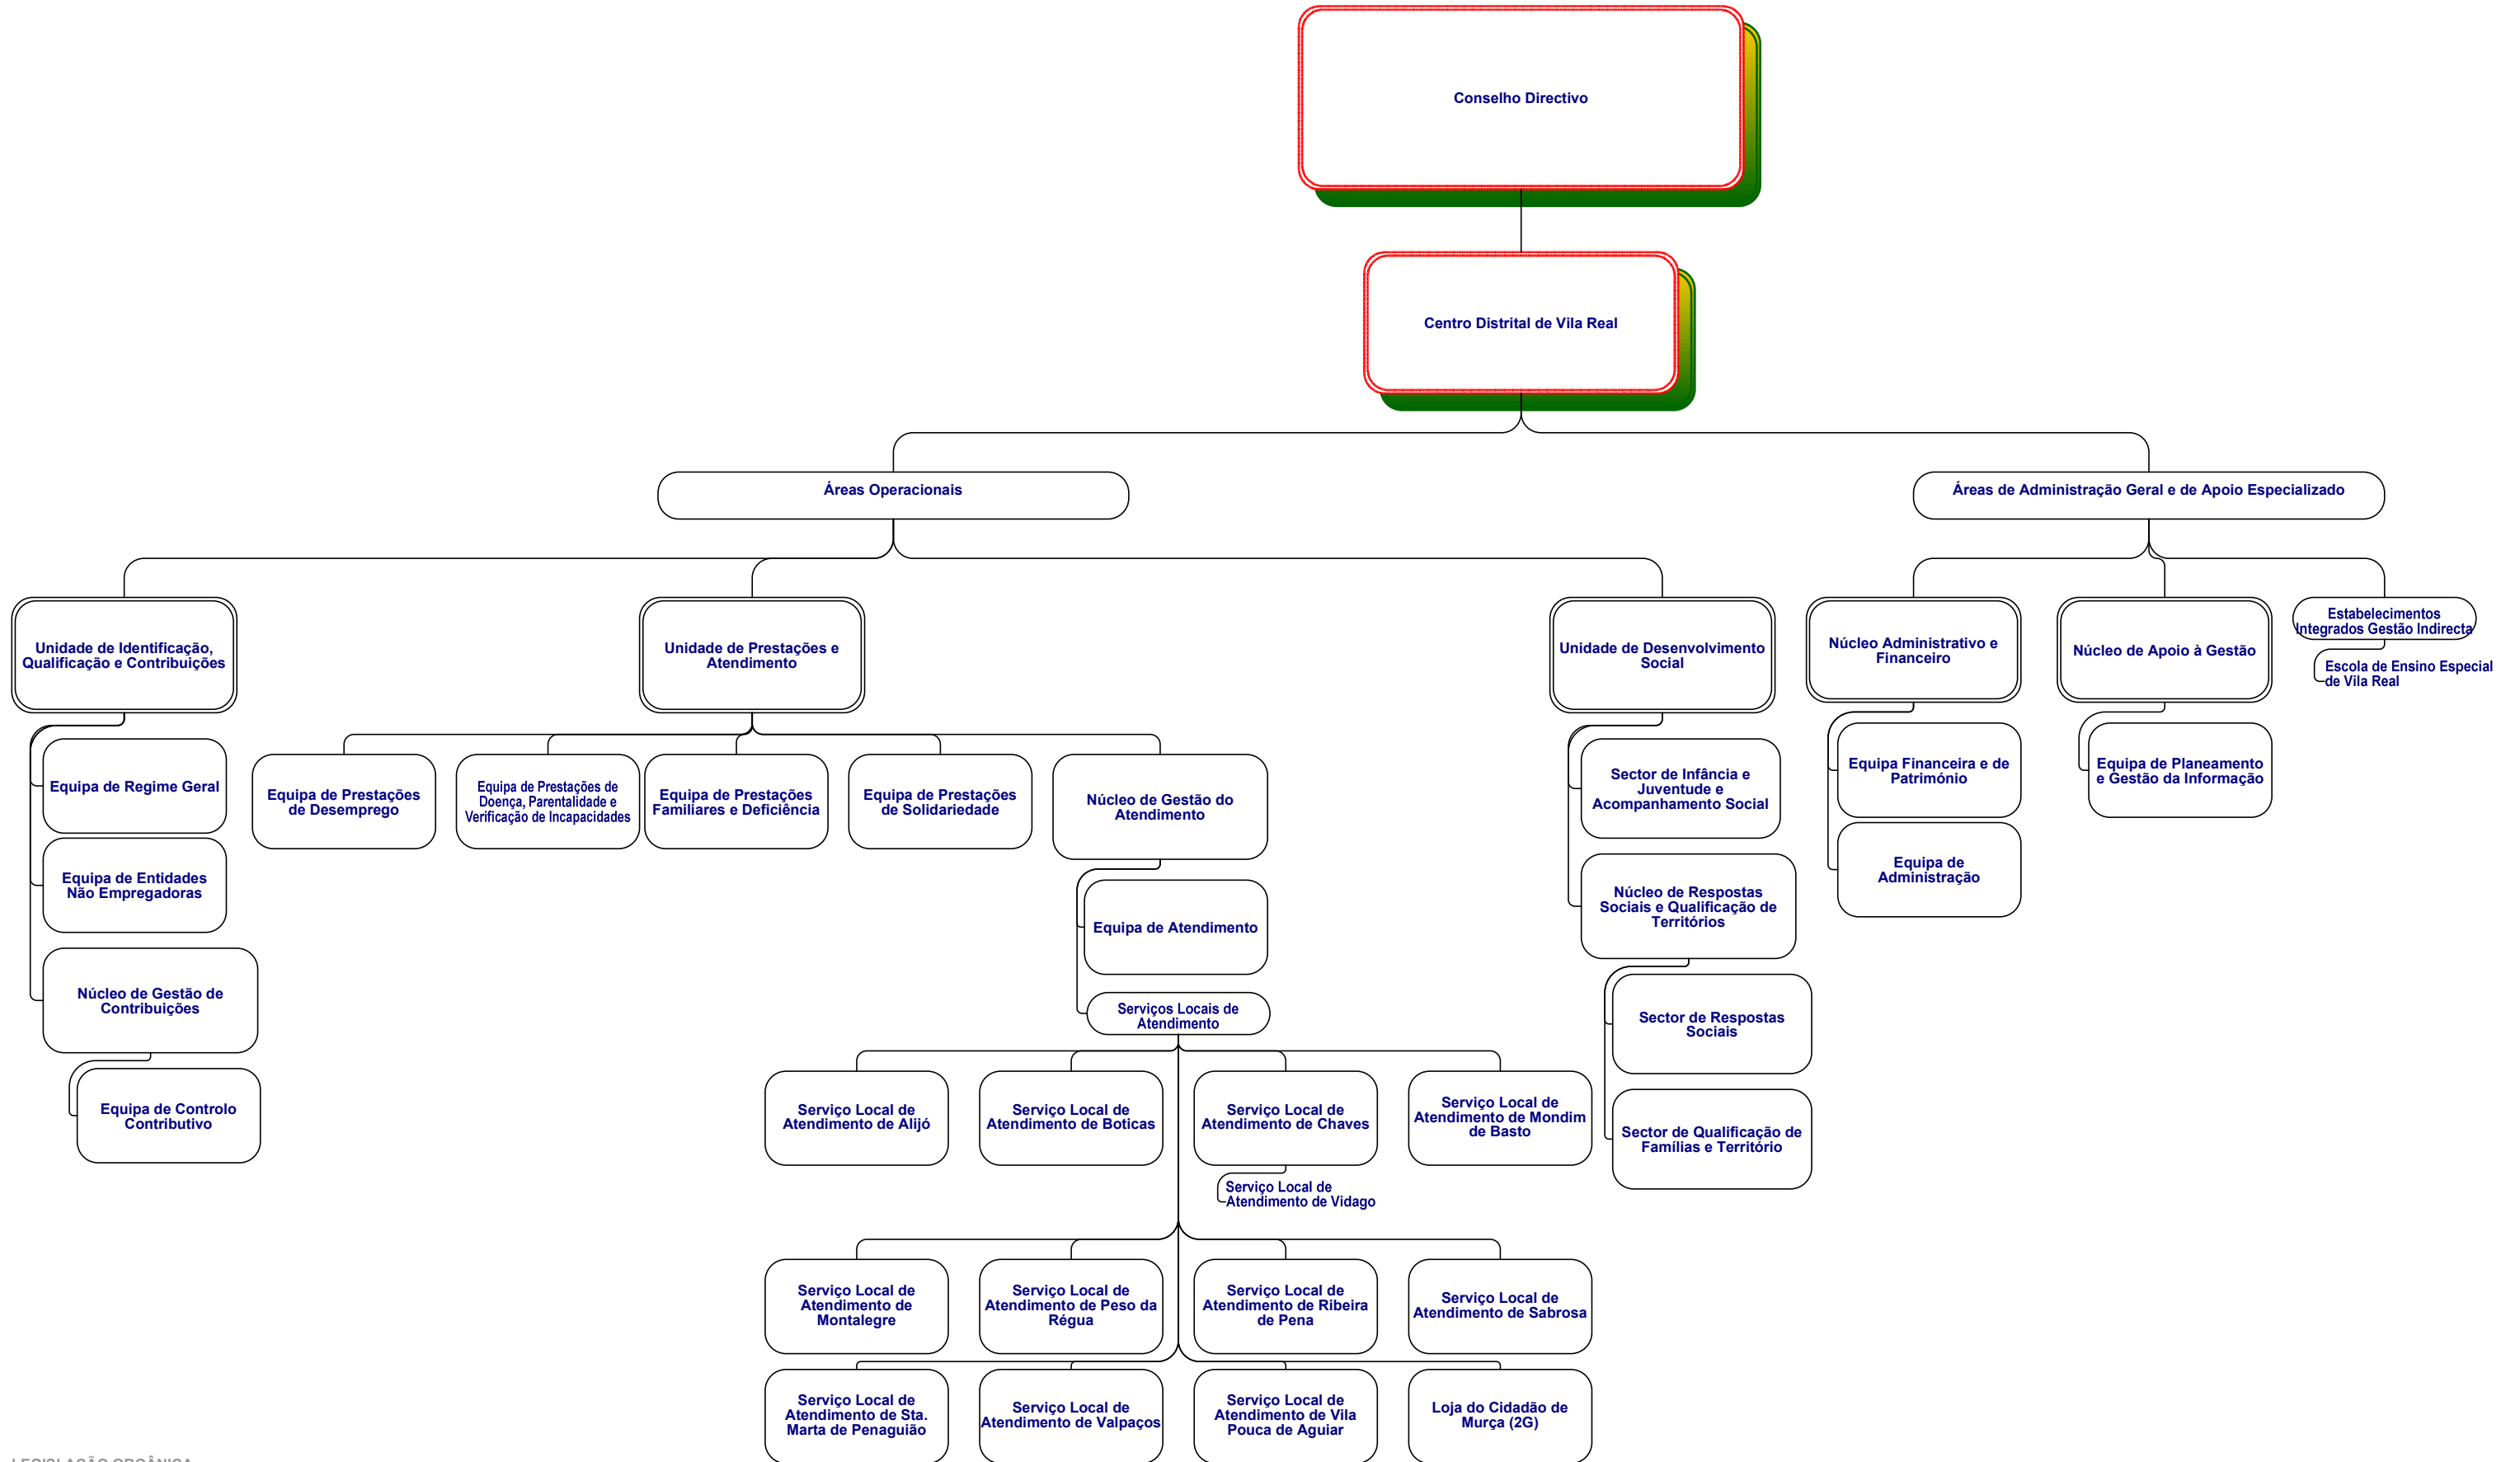 Conselho Directivo
Centro Distrital de Vila Real
Áreas Operacionais
Áreas de Administração Geral e de Apoio Especializado
Unidade de Identificação,
Qualificação e Contribuições
Unidade de Prestações e
Atendimento
Unidade de Desenvolvimento
Social
Núcleo Administrativo e
Financeiro
Núcleo de Apoio à Gestão
Estabelecimentos
Integrados Gestão Indirecta
Escola de Ensino Especial
de Vila Real
Equipa de Regime Geral
Equipa de Entidades
Não Empregadoras
Núcleo de Gestão de
Contribuições
Equipa de Controlo
Contributivo
Equipa de Prestações
de Desemprego
Equipa de Prestações de
Doença, Parentalidade e
Verificação de Incapacidades
Equipa de Prestações
Familiares e Deficiência
Equipa de Prestações
de Solidariedade
Núcleo de Gestão do
Atendimento
Equipa de Atendimento
Serviços Locais de
Atendimento
Sector de Infância e
Juventude e
Acompanhamento Social
Núcleo de Respostas
Sociais e Qualificação de
Territórios
Sector de Respostas
Sociais
Sector de Qualificação de
Famílias e Território
Equipa Financeira e de
Património
Equipa de
Administração
Equipa de Planeamento
e Gestão da Informação
Serviço Local de
Atendimento de Alijó
Serviço Local de
Atendimento de Boticas
Serviço Local de
Atendimento de Chaves
Serviço Local de
Atendimento de Mondim
de Basto
Serviço Local de
Atendimento de Vidago
Serviço Local de
Atendimento de
Montalegre
Serviço Local de
Atendimento de Peso da
Régua
Serviço Local de
Atendimento de Ribeira
de Pena
Serviço Local de
Atendimento de Sabrosa
Serviço Local de
Atendimento de Sta.
Marta de Penaguião
Serviço Local de
Atendimento de Valpaços
Serviço Local de
Atendimento de Vila
Pouca de Aguiar
Loja do Cidadão de
Murça (2G)
LEGISLAÇÃO ORGÂNICA